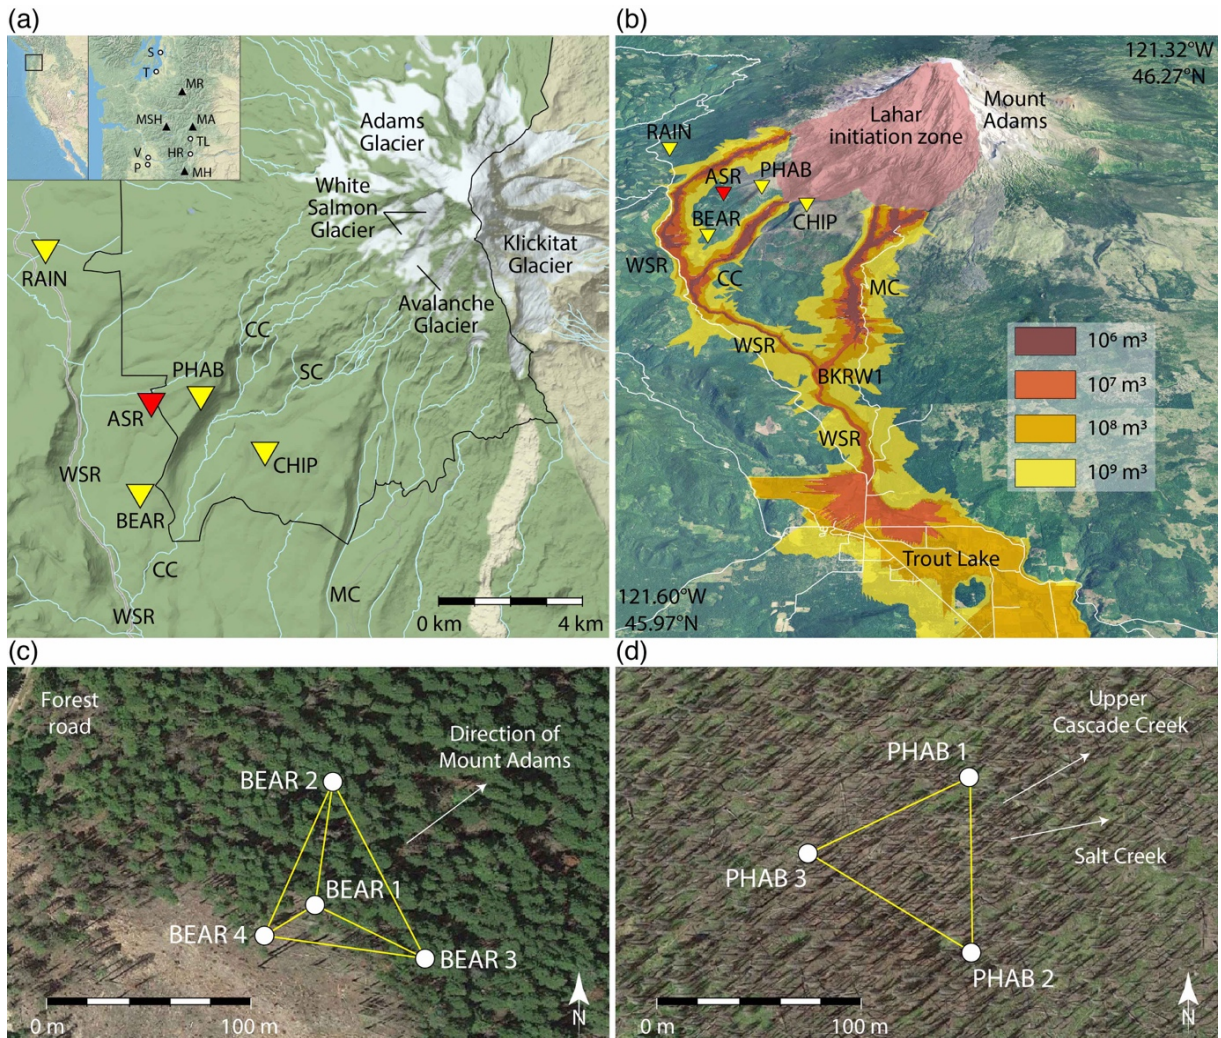 (a)
S
T
MR
MSH
MA
TL
V
HR
P
MH
Adams
Glacier
White
Salmon
Glacier
Klickitat
Glacier
Avalanche
Glacier
RAIN
CC
SC
PHAB
ASR
WSR
CHIP
BEAR
CC
WSR
MC
0 km
4 km
(b)
121.32°W
46.27°N
Lahar
initiation zone
Mount
Adams
RAIN
ASR
PHAB
BEAR
CHIP
WSR
CC
MC
WSR
BKRW1
WSR
10⁶ m³
10⁷ m³
10⁸ m³
10⁹ m³
Trout Lake
121.60°W
45.97°N
(c)
Forest
road
Direction of
Mount Adams
BEAR 2
BEAR 1
BEAR 4
BEAR 3
0 m
100 m
N
(d)
Upper
Cascade Creek
PHAB 1
Salt Creek
PHAB 3
PHAB 2
0 m
100 m
N